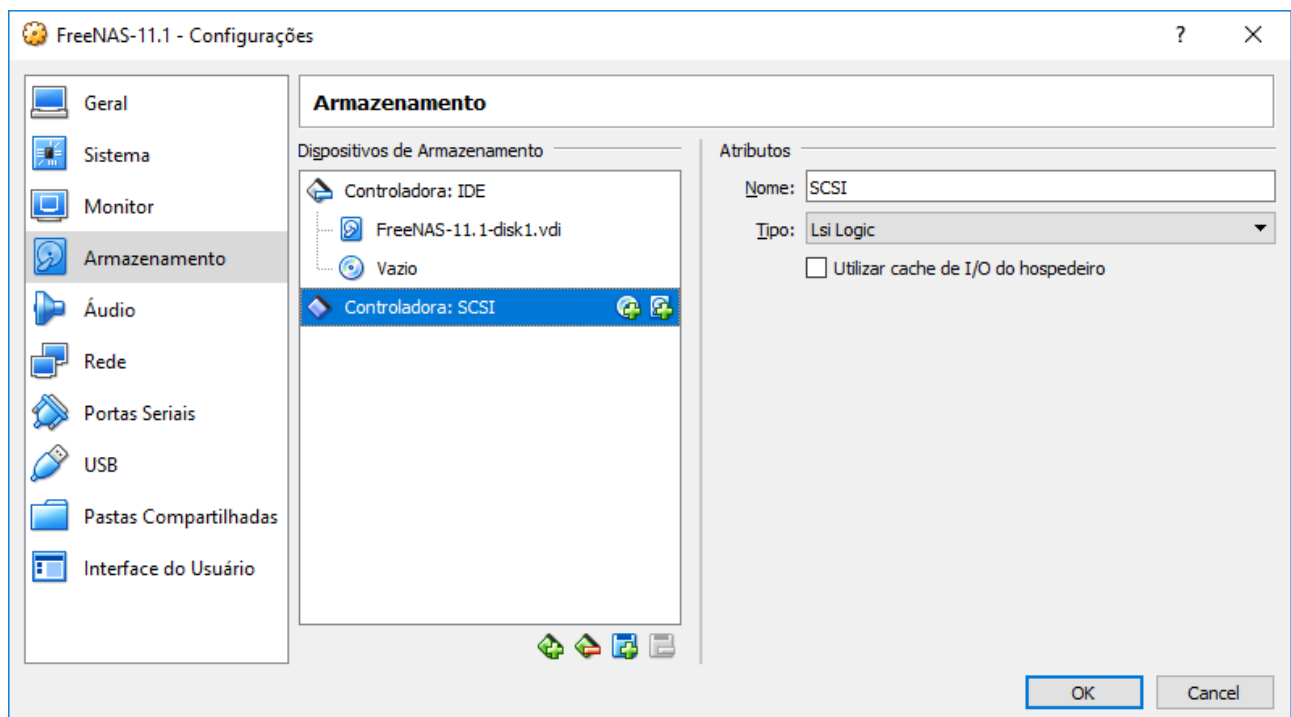 FreeNAS-11.1 - Configurações
?
Geral
Sistema
Monitor
Armazenamento
Áudio
Rede
Portas Seriais
USB
Pastas Compartilhadas
Interface do Usuário
Armazenamento
Dispositivos de Armazenamento
Controladora: IDE
FreeNAS-11.1-disk1.vdi
Vazio
Controladora: SCSI
Atributos
Nome: SCSI
Tipo: Lsi Logic
Utilizar cache de I/O do hospedeiro
OK
Cancel